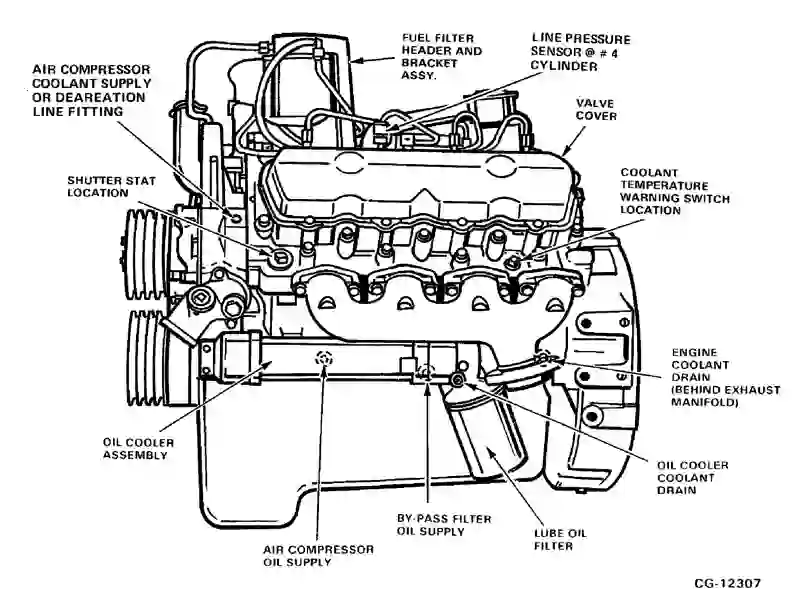 FUEL FILTER
HEADER AND
BRACKET
ASSY.
LINE PRESSURE
SENSOR @ # 4
CYLINDER
AIR COMPRESSOR
COOLANT SUPPLY
OR DEAREATION
LINE FITTING
VALVE
COVER
SHUTTER STAT
LOCATION
COOLANT
TEMPERATURE
WARNING SWITCH
LOCATION
ENGINE
COOLANT
DRAIN
(BEHIND EXHAUST
MANIFOLD)
OIL COOLER
ASSEMBLY
OIL COOLER
COOLANT
DRAIN
BY-PASS FILTER
OIL SUPPLY
LUBE OIL
FILTER
AIR COMPRESSOR
OIL SUPPLY
CG-12307